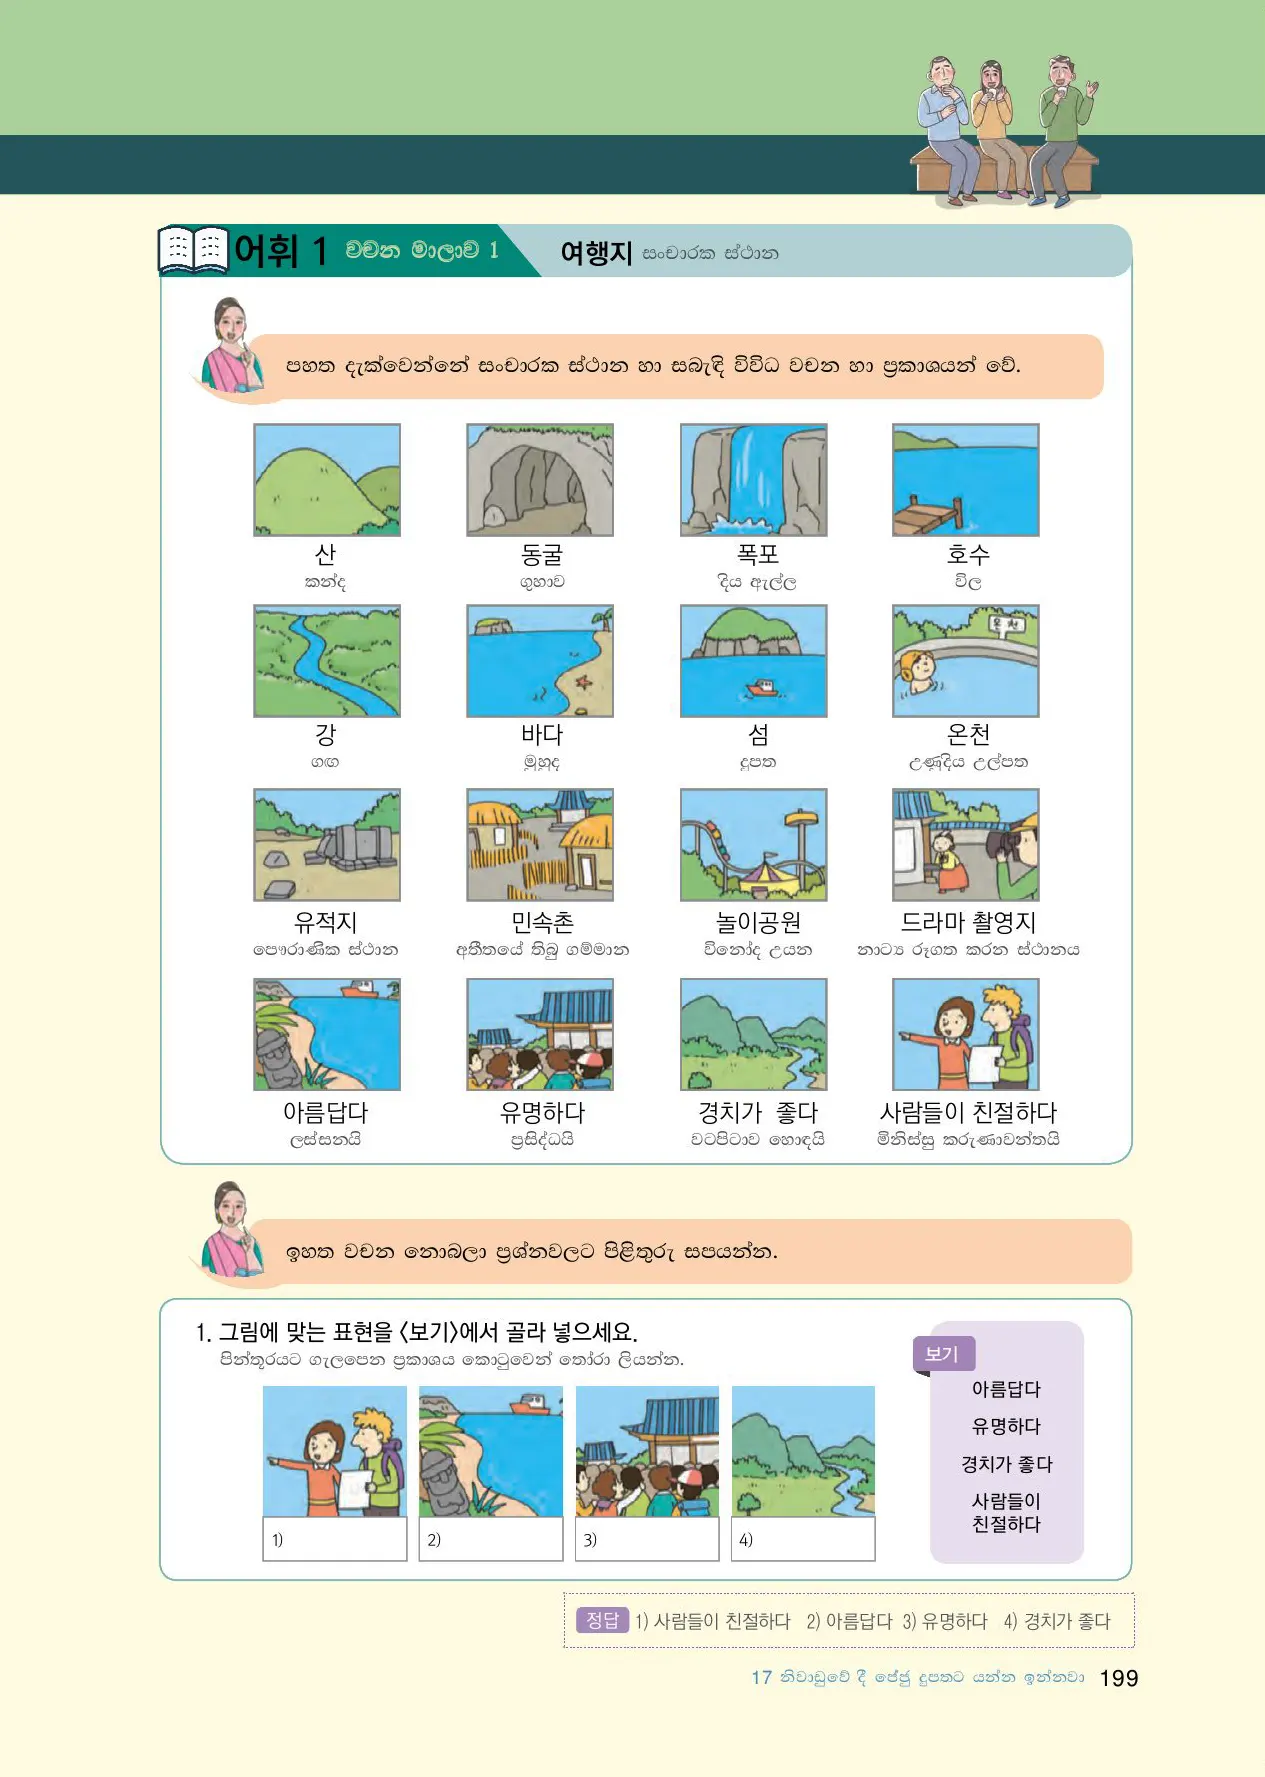 어휘 1 වචන මාලාව 1 여행지 සංචාරක ස්ථාන
පහත දැක්වෙන්නේ සංචාරක ස්ථාන හා සබැඳි විවිධ වචන හා ප්‍රකාශයන් වේ.
산 동굴 폭포 호수
කන්ද ගුහාව දිය ඇල්ල විල
온천
강 바다 섬 온천
ගඟ මුහුද දූපත උණුදිය උල්පත
유적지 민속촌 놀이공원 드라마 촬영지
පෞරාණික ස්ථාන අතීතයේ තිබූ ගම්මාන විනෝද උයන නාට්‍ය රූගත කරන ස්ථානය
아름답다 유명하다 경치가 좋다 사람들이 친절하다
ලස්සනයි ප්‍රසිද්ධයි වටපිටාව හොඳයි මිනිස්සු කරුණාවන්තයි
ඉහත වචන නොබලා ප්‍රශ්නවලට පිළිතුරු සපයන්න.
1. 그림에 맞는 표현을 〈보기〉에서 골라 넣으세요.
පින්තූරයට ගැලපෙන ප්‍රකාශය කොටුවෙන් තෝරා ලියන්න.
1) 2) 3) 4)
보기
아름답다
유명하다
경치가 좋다
사람들이
친절하다
정답 1) 사람들이 친절하다 2) 아름답다 3) 유명하다 4) 경치가 좋다
17 නිවාඩුවේ දී ජේජු දූපතට යන්න ඉන්නවා 199